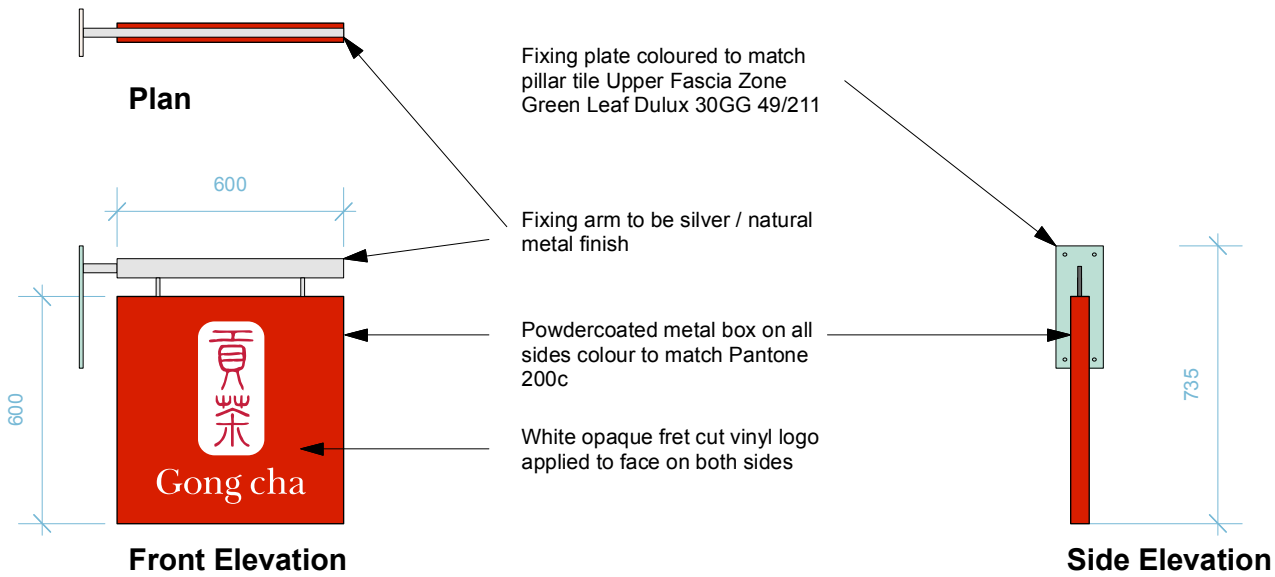 Plan
Fixing plate coloured to match
pillar tile Upper Fascia Zone
Green Leaf Dulux 30GG 49/211
600
Fixing arm to be silver / natural
metal finish
Powdercoated metal box on all
sides colour to match Pantone
200c
White opaque fret cut vinyl logo
applied to face on both sides
600
貢
茶
Gong cha
735
Front Elevation
Side Elevation